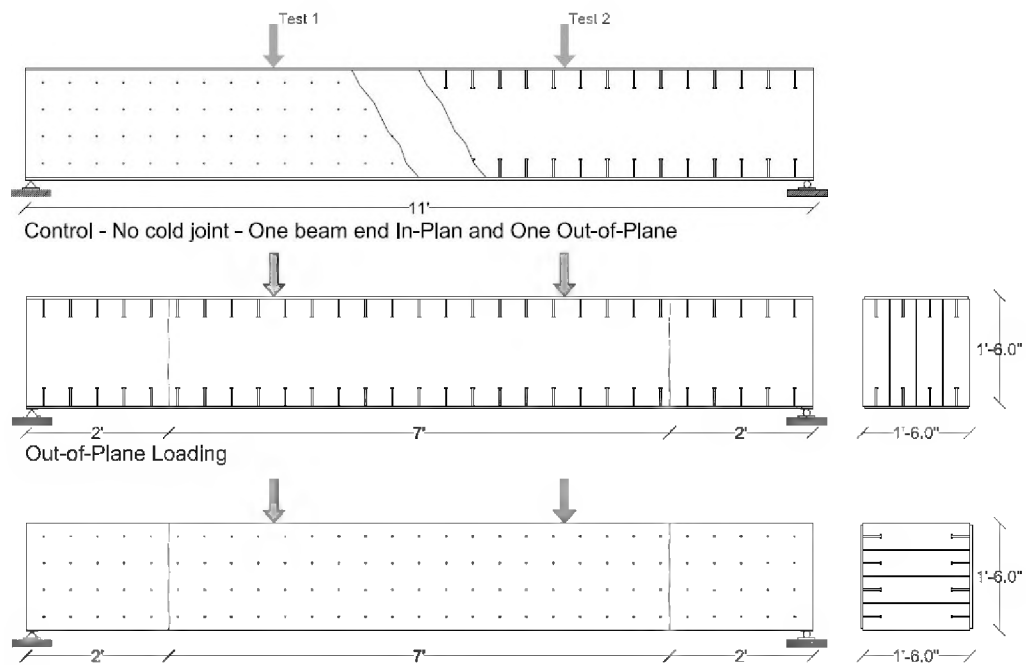 Test 1 Test 2
11'
Control - No cold joint - One beam end In-Plan and One Out-of-Plane
1'-6.0"
2' 7' 2' 1'-6.0"
Out-of-Plane Loading
1'-6.0"
2' 7' 2' 1'-6.0"